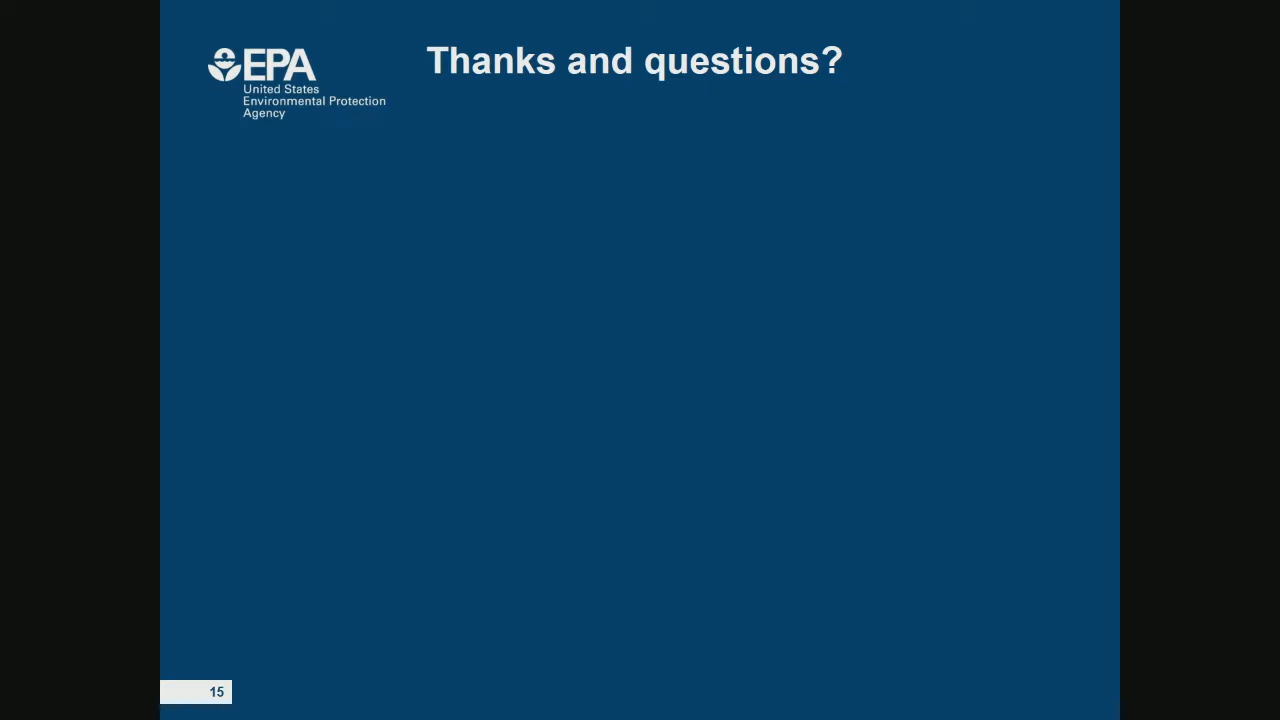 EPA
United States
Environmental Protection
Agency
Thanks and questions?
15